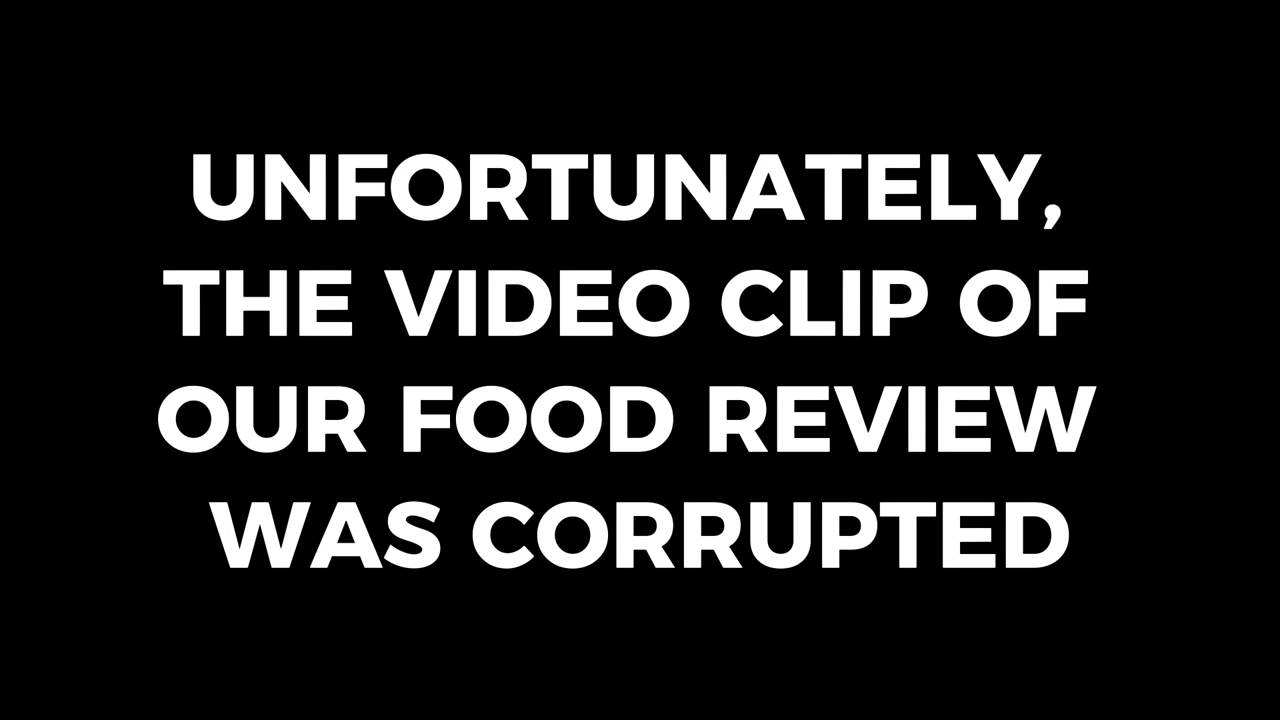 UNFORTUNATELY,
THE VIDEO CLIP OF
OUR FOOD REVIEW
WAS CORRUPTED